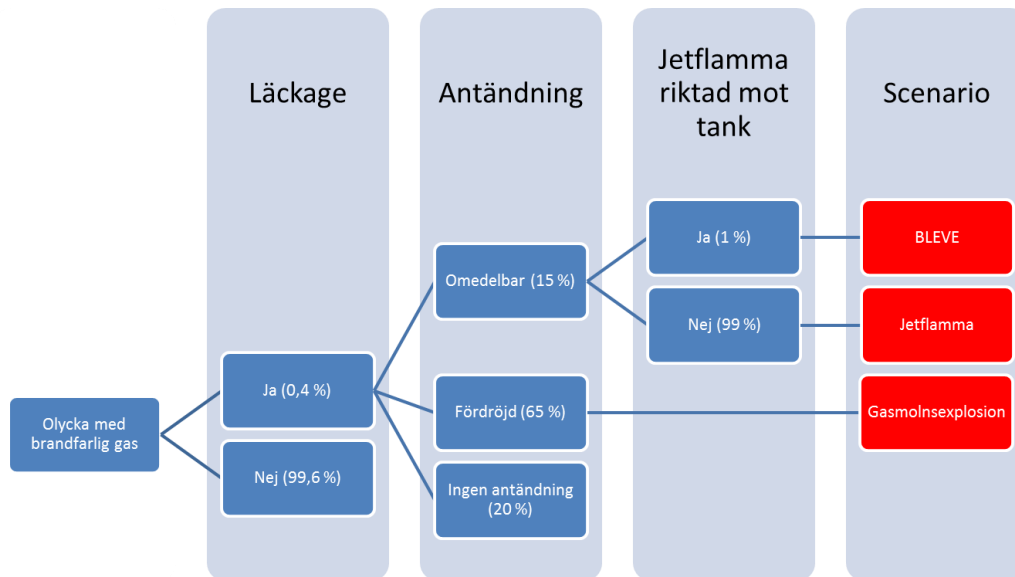 Läckage
Antändning
Jetflamma
riktad mot
tank
Scenario
Olycka med
brandfarlig gas
Ja (0,4 %)
Nej (99,6 %)
Omedelbar (15 %)
Fördröjd (65 %)
Ingen antändning
(20 %)
Ja (1 %)
Nej (99 %)
BLEVE
Jetflamma
Gasmolnsexplosion